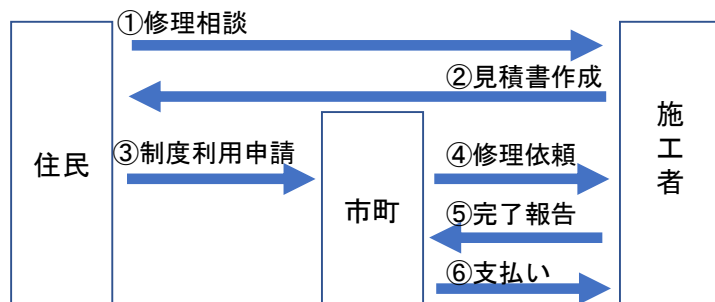 ①修理相談
②見積書作成
住民
③制度利用申請
市町
④修理依頼
⑤完了報告
⑥支払い
施工者